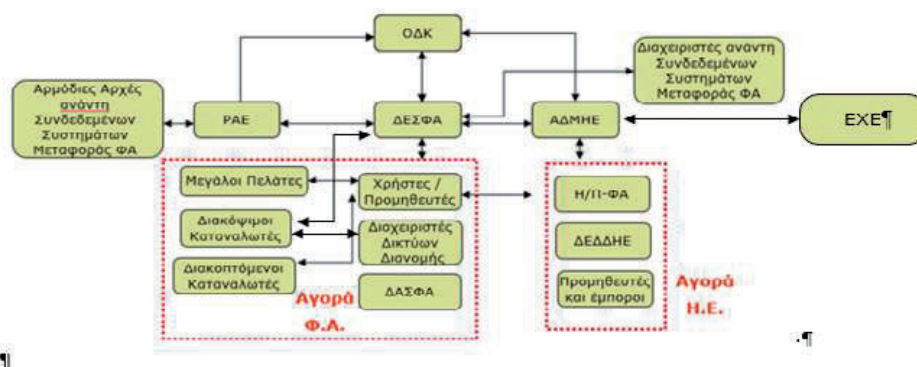 ΟΔΚ
Διαχειριστές ανάντη
Συνδεδεμένων
Συστημάτων
Μεταφοράς ΦΑ
Αρμόδιες Αρχές
ανάντη
Συνδεδεμένων
Συστημάτων
Μεταφοράς ΦΑ
ΡΑΕ
ΔΕΣΦΑ
ΑΔΜΗΕ
ΕΧΕ¶
Μεγάλοι Πελάτες
Χρήστες /
Προμηθευτές
Διακόψιμοι
Καταναλωτές
Διαχειριστές
Δικτύων
Διανομής
Διακοπτόμενοι
Καταναλωτές
ΔΑΣΦΑ
Αγορά
Φ.Α.
Η/Π-ΦΑ
ΔΕΔΔΗΕ
Προμηθευτές
και έμποροι
Αγορά
Η.Ε.
·¶
¶